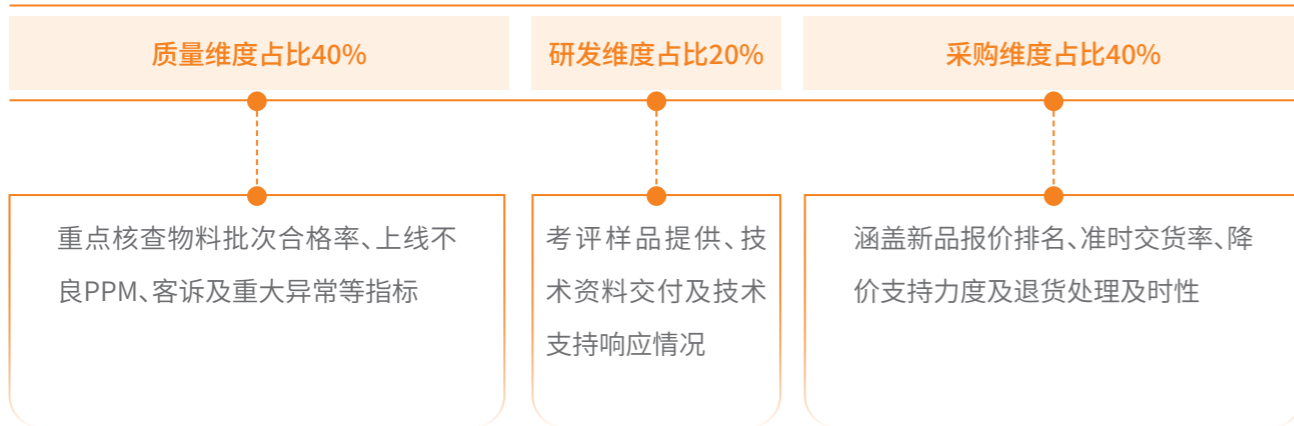 质量维度占比40%
研发维度占比20%
采购维度占比40%
重点核查物料批次合格率、上线不
良PPM、客诉及重大异常等指标
考评样品提供、技
术资料交付及技术
支持响应情况
涵盖新品报价排名、准时交货率、降
价支持力度及退货处理及时性